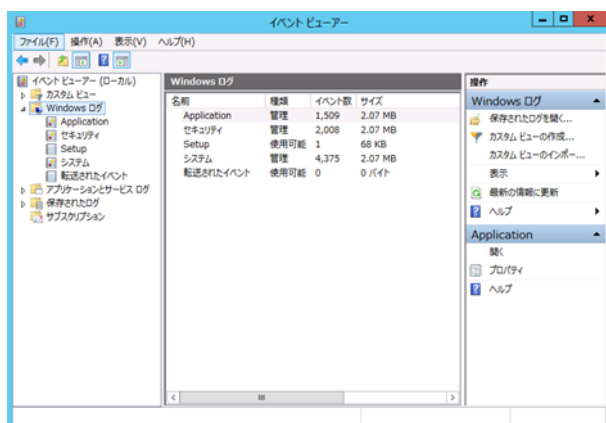 イベント ビューアー
ファイル(F) 操作(A) 表示(V) ヘルプ(H)
イベント ビューアー (ローカル)
カスタム ビュー
Windows ログ
Application
セキュリティ
Setup
システム
転送されたイベント
アプリケーションとサービス ログ
保存されたログ
サブスクリプション
Windows ログ
名前 種類 イベント数 サイズ
Application 管理 1,509 2.07 MB
セキュリティ 管理 2,008 2.07 MB
Setup 使用可能 1 68 KB
システム 管理 4,375 2.07 MB
転送されたイベント 使用可能 0 0 バイト
操作
Windows ログ
保存されたログを開く...
カスタム ビューの作成...
カスタム ビューのインポー...
表示
最新の情報に更新
ヘルプ
Application
開く
プロパティ
ヘルプ